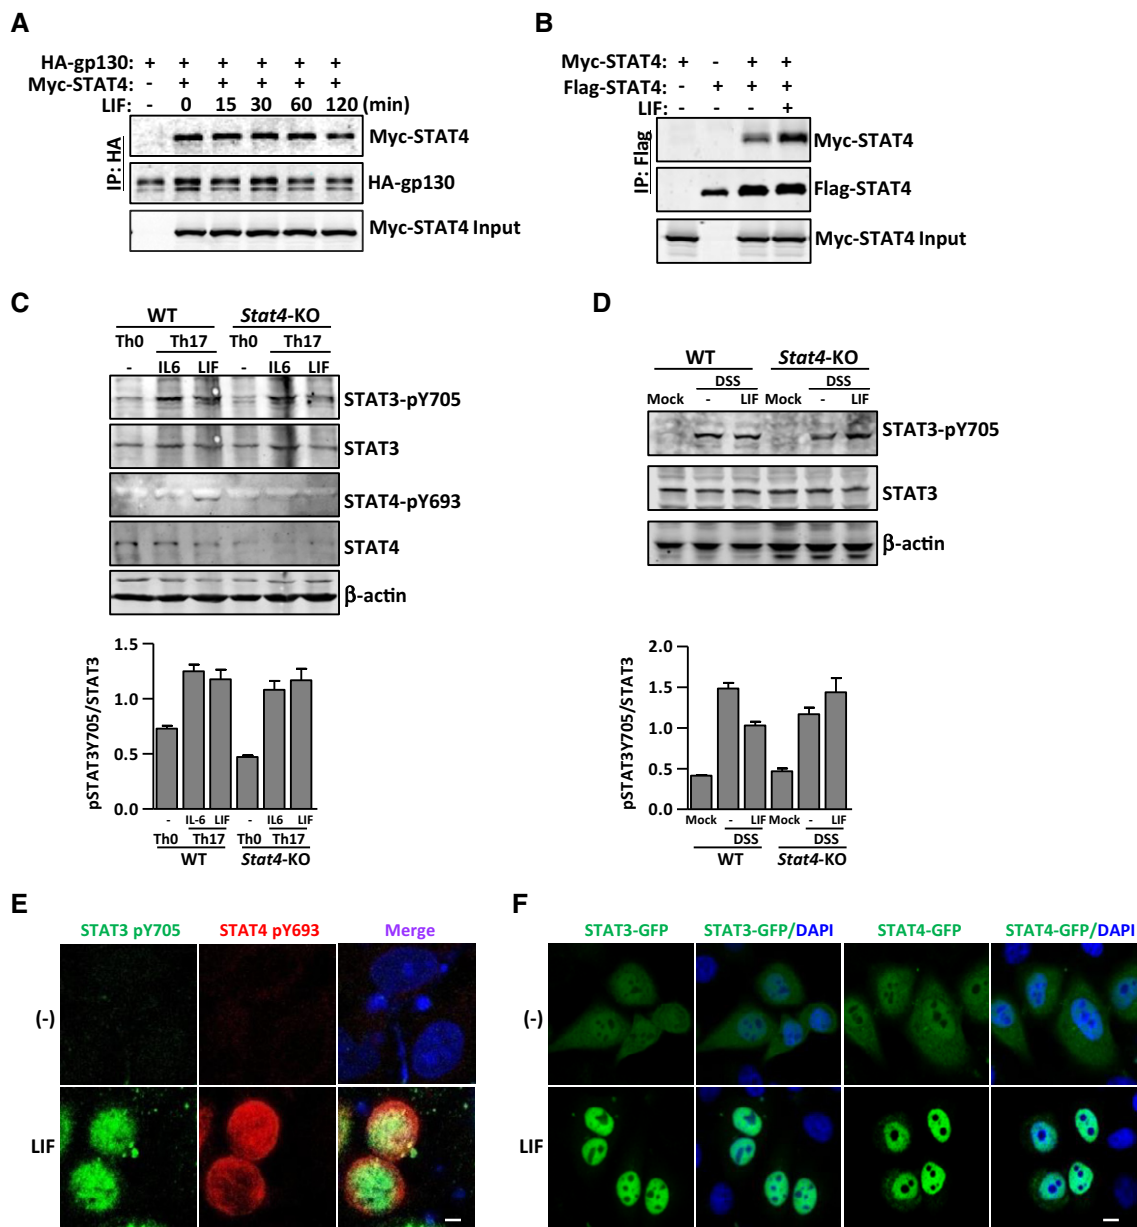 A
HA-gp130: + + + + + +
Myc-STAT4: - + + + + +
LIF: - 0 15 30 60 120 (min)
IP: HA
Myc-STAT4
HA-gp130
Myc-STAT4 Input
B
Myc-STAT4: + - + +
Flag-STAT4: - + + +
LIF: - - - +
IP: Flag
Myc-STAT4
Flag-STAT4
Myc-STAT4 Input
C
WT Stat4-KO
Th0 Th17 Th0 Th17
- IL6 LIF - IL6 LIF
STAT3-pY705
STAT3
STAT4-pY693
STAT4
β-actin
pSTAT3Y705/STAT3
1.5
1.0
0.5
0.0
- IL-6 LIF - IL6 LIF
Th0 Th17 Th0 Th17
WT Stat4-KO
D
WT Stat4-KO
DSS DSS
Mock - LIF Mock - LIF
STAT3-pY705
STAT3
β-actin
pSTAT3Y705/STAT3
2.0
1.5
1.0
0.5
0.0
Mock - LIF Mock - LIF
DSS DSS
WT Stat4-KO
E
STAT3 pY705 STAT4 pY693 Merge
(-)
LIF
F
STAT3-GFP STAT3-GFP/DAPI STAT4-GFP STAT4-GFP/DAPI
(-)
LIF